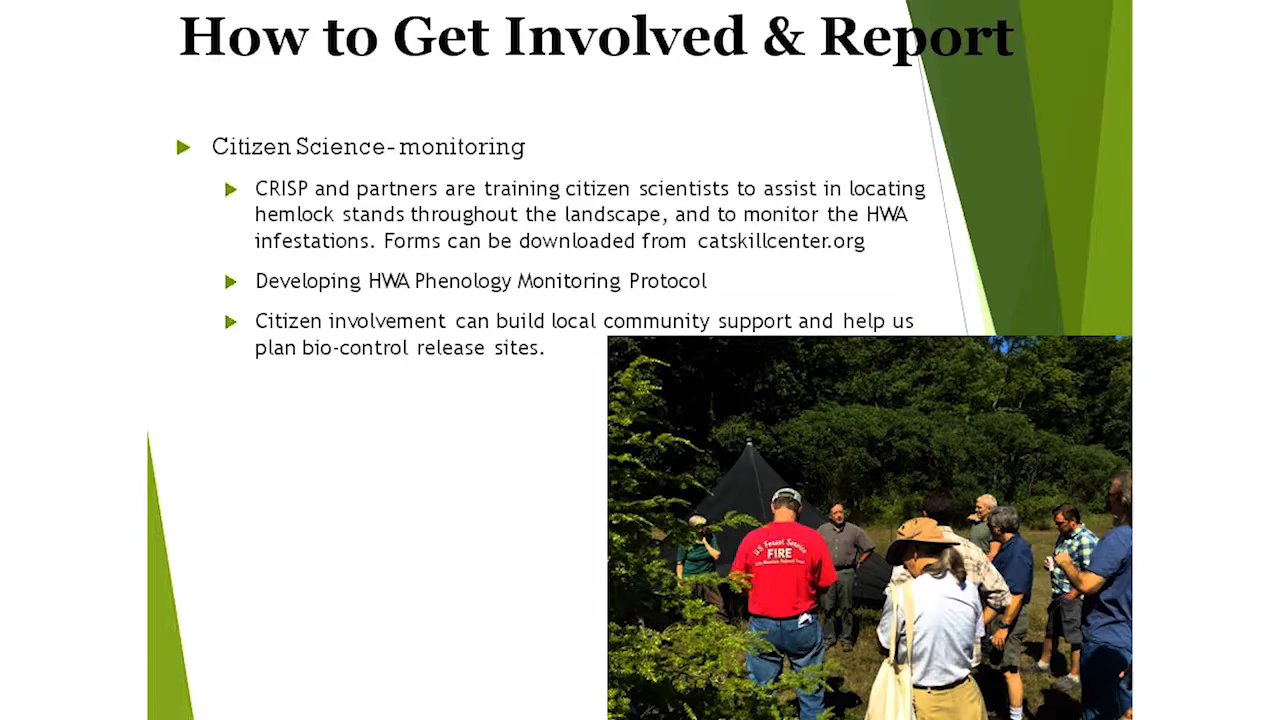 How to Get Involved & Report
Citizen Science- monitoring
CRISP and partners are training citizen scientists to assist in locating
hemlock stands throughout the landscape, and to monitor the HWA
infestations. Forms can be downloaded from catskillcenter.org
Developing HWA Phenology Monitoring Protocol
Citizen involvement can build local community support and help us
plan bio-control release sites.
U.S. Forest Service
FIRE